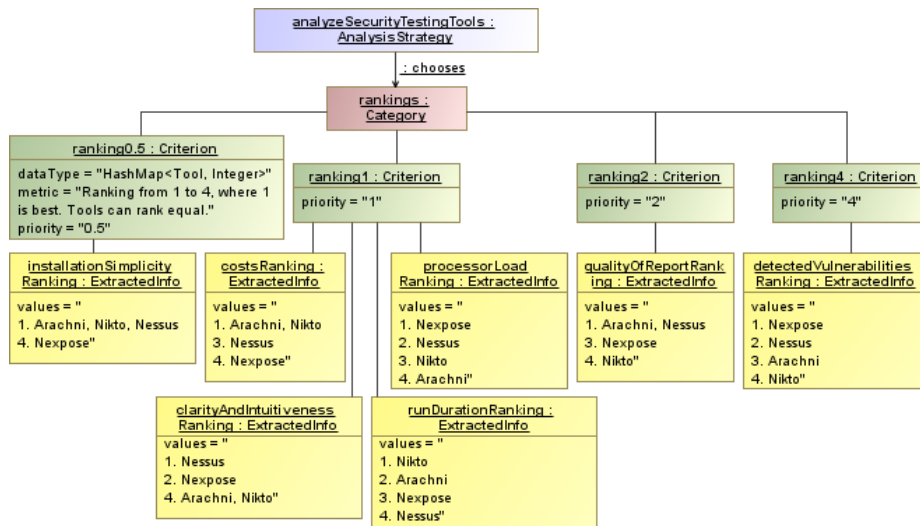 analyzeSecurityTestingTools :
AnalysisStrategy
: chooses
rankings :
Category
ranking0.5 : Criterion
dataType = "HashMap<Tool, Integer>"
metric = "Ranking from 1 to 4, where 1
is best. Tools can rank equal."
priority = "0.5"
ranking1 : Criterion
priority = "1"
ranking2 : Criterion
priority = "2"
ranking4 : Criterion
priority = "4"
installationSimplicity
Ranking : ExtractedInfo
values = "
1. Arachni, Nikto, Nessus
4. Nexpose"
costsRanking :
ExtractedInfo
values = "
1. Arachni, Nikto
3. Nessus
4. Nexpose"
processorLoad
Ranking : ExtractedInfo
values = "
1. Nexpose
2. Nessus
3. Nikto
4. Arachni"
qualityOfReportRank
ing : ExtractedInfo
values = "
1. Arachni, Nessus
3. Nexpose
4. Nikto"
detectedVulnerabilities
Ranking : ExtractedInfo
values = "
1. Nexpose
2. Nessus
3. Arachni
4. Nikto"
clarityAndIntuitiveness
Ranking : ExtractedInfo
values = "
1. Nessus
2. Nexpose
4. Arachni, Nikto"
runDurationRanking :
ExtractedInfo
values = "
1. Nikto
2. Arachni
3. Nexpose
4. Nessus"